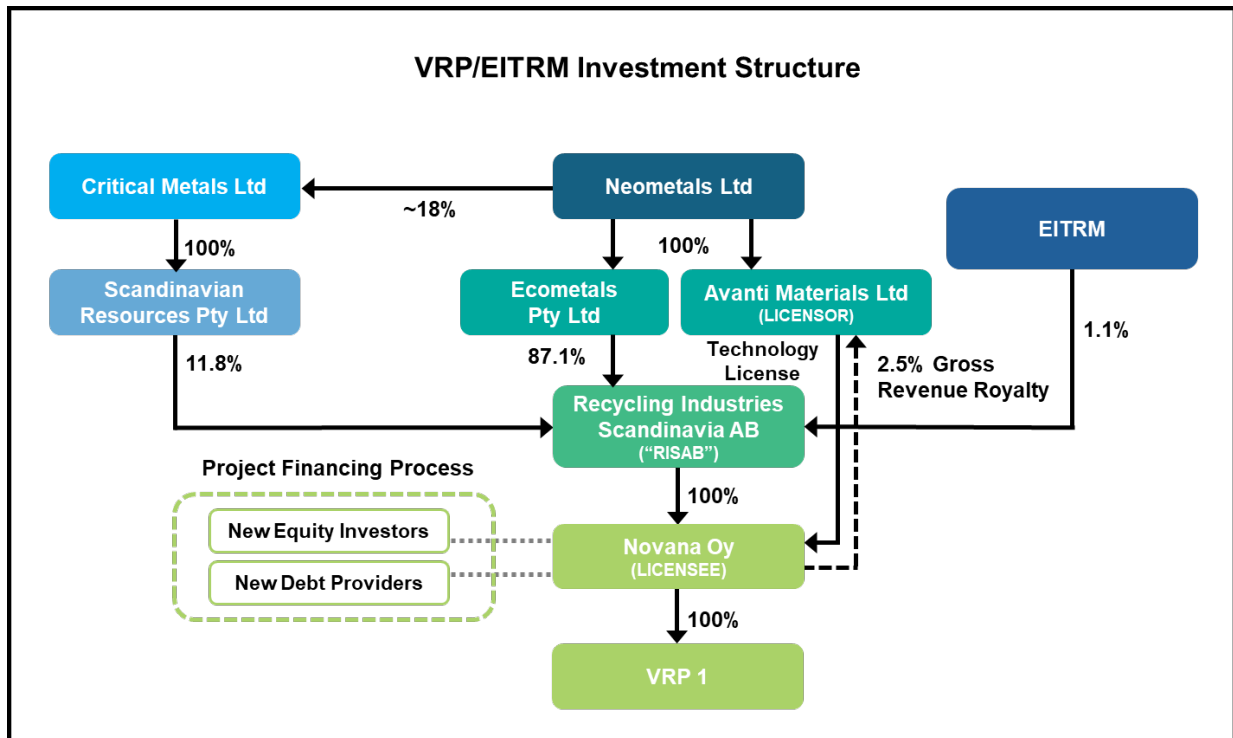 VRP/EITRM Investment Structure
Critical Metals Ltd
Neometals Ltd
~18%
EITRM
100%
100%
Scandinavian
Resources Pty Ltd
Ecometals
Pty Ltd
Avanti Materials Ltd
(LICENSOR)
1.1%
11.8%
87.1%
Technology
License
2.5% Gross
Revenue Royalty
Recycling Industries
Scandinavia AB
("RISAB")
Project Financing Process
100%
New Equity Investors
New Debt Providers
Novana Oy
(LICENSEE)
100%
VRP 1